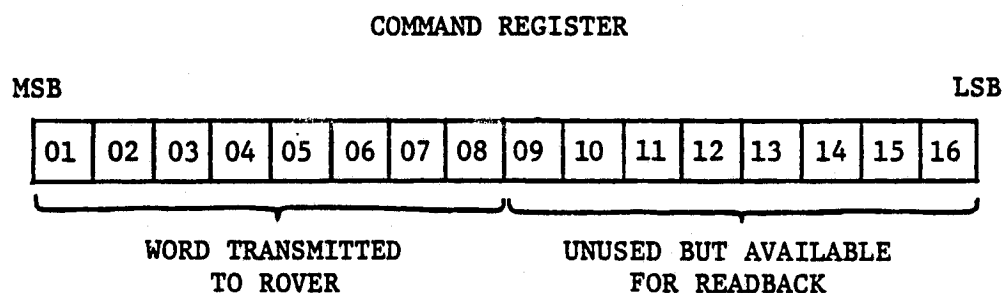 COMMAND REGISTER
MSB LSB
01 02 03 04 05 06 07 08 09 10 11 12 13 14 15 16
WORD TRANSMITTED UNUSED BUT AVAILABLE
TO ROVER FOR READBACK